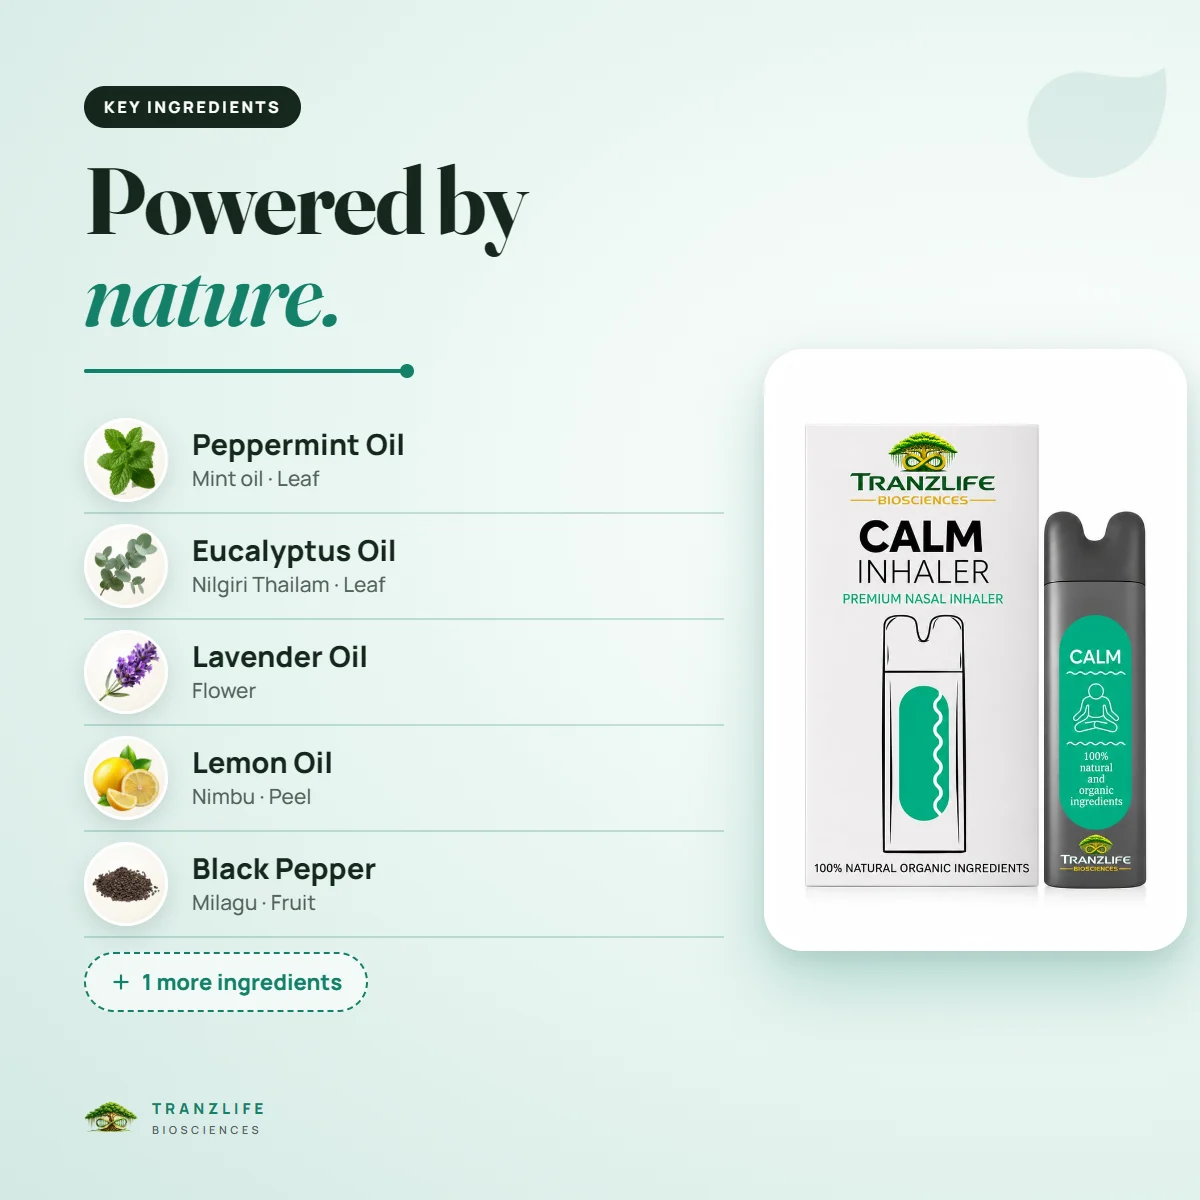 KEY INGREDIENTS
Powered by
nature.
Peppermint Oil
Mint oil · Leaf
Eucalyptus Oil
Nilgiri Thailam · Leaf
Lavender Oil
Flower
Lemon Oil
Nimbu · Peel
Black Pepper
Milagu · Fruit
+ 1 more ingredients
TRANZLIFE
BIOSCIENCES
CALM
INHALER
PREMIUM NASAL INHALER
100% NATURAL ORGANIC INGREDIENTS
CALM
100%
natural
and
organic
ingredients
TRANZLIFE
BIOSCIENCES
TRANZLIFE
BIOSCIENCES